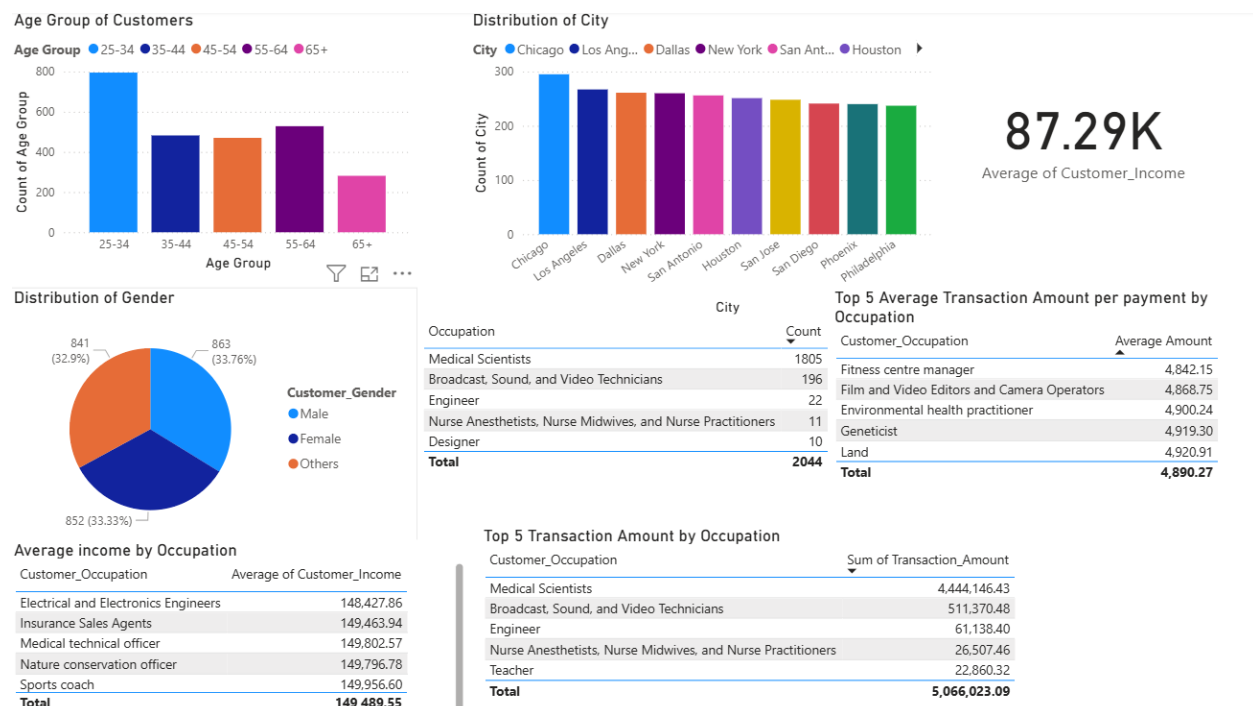 Age Group of Customers
Age Group 25-34 35-44 45-54 55-64 65+
Count of Age Group
800
600
400
200
0
25-34 35-44 45-54 55-64 65+
Age Group
Distribution of City
City Chicago Los Ang... Dallas New York San Ant... Houston
Count of City
300
200
100
0
Chicago Los Angeles Dallas New York San Antonio Houston San Jose San Diego Phoenix Philadelphia
City
87.29K
Average of Customer_Income
Distribution of Gender
841
(32.9%)
863
(33.76%)
852 (33.33%)
Customer_Gender
Male
Female
Others
Occupation Count
Medical Scientists 1805
Broadcast, Sound, and Video Technicians 196
Engineer 22
Nurse Anesthetists, Nurse Midwives, and Nurse Practitioners 11
Designer 10
Total 2044
Top 5 Average Transaction Amount per payment by
Occupation
Customer_Occupation Average Amount
Fitness centre manager 4,842.15
Film and Video Editors and Camera Operators 4,868.75
Environmental health practitioner 4,900.24
Geneticist 4,919.30
Land 4,920.91
Total 4,890.27
Average income by Occupation
Customer_Occupation Average of Customer_Income
Electrical and Electronics Engineers 148,427.86
Insurance Sales Agents 149,463.94
Medical technical officer 149,802.57
Nature conservation officer 149,796.78
Sports coach 149,956.60
Total 149,489.55
Top 5 Transaction Amount by Occupation
Customer_Occupation Sum of Transaction_Amount
Medical Scientists 4,444,146.43
Broadcast, Sound, and Video Technicians 511,370.48
Engineer 61,138.40
Nurse Anesthetists, Nurse Midwives, and Nurse Practitioners 26,507.46
Teacher 22,860.32
Total 5,066,023.09